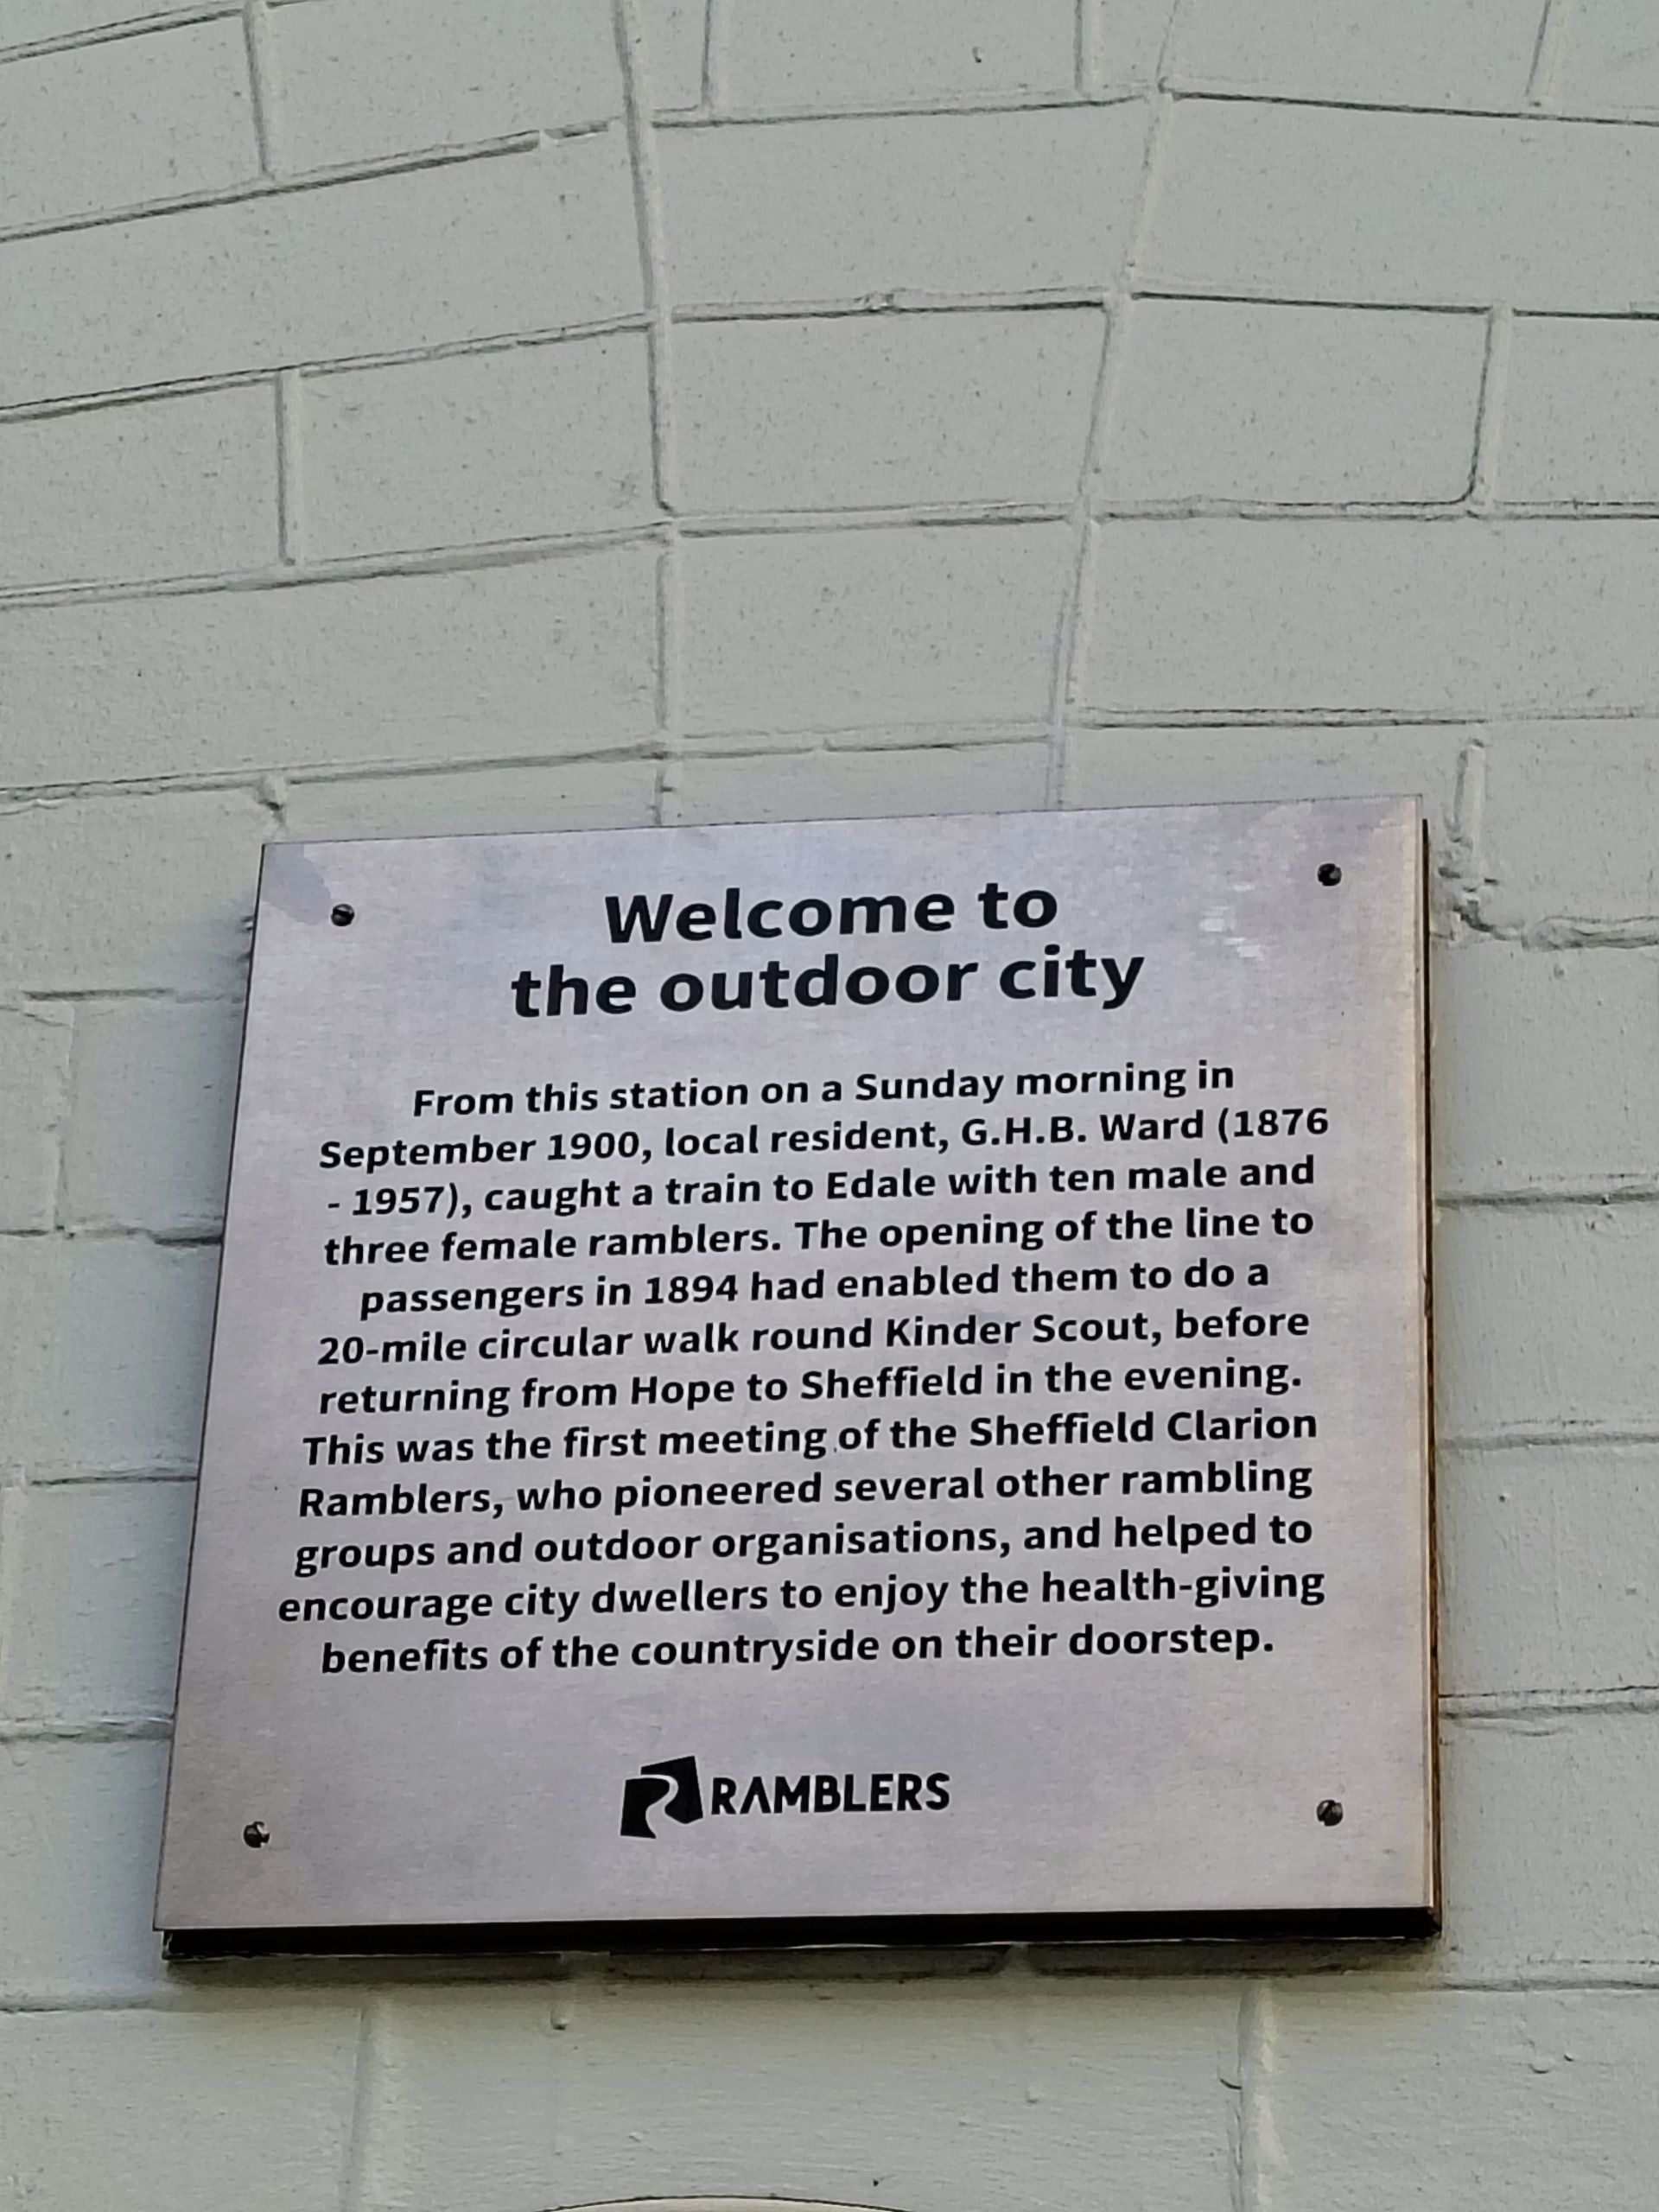 Welcome to
the outdoor city
From this station on a Sunday morning in
September 1900, local resident, G.H.B. Ward (1876
- 1957), caught a train to Edale with ten male and
three female ramblers. The opening of the line to
passengers in 1894 had enabled them to do a
20-mile circular walk round Kinder Scout, before
returning from Hope to Sheffield in the evening.
This was the first meeting of the Sheffield Clarion
Ramblers, who pioneered several other rambling
groups and outdoor organisations, and helped to
encourage city dwellers to enjoy the health-giving
benefits of the countryside on their doorstep.
RAMBLERS